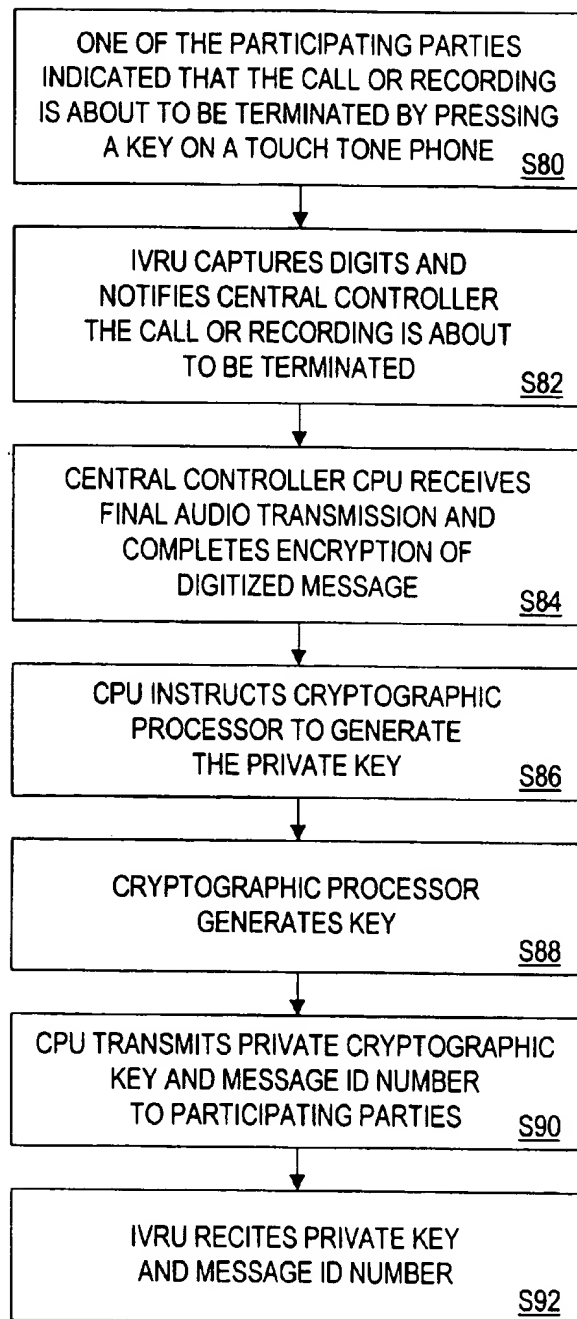 ONE OF THE PARTICIPATING PARTIES
INDICATED THAT THE CALL OR RECORDING
IS ABOUT TO BE TERMINATED BY PRESSING
A KEY ON A TOUCH TONE PHONE
S80
IVRU CAPTURES DIGITS AND
NOTIFIES CENTRAL CONTROLLER
THE CALL OR RECORDING IS ABOUT
TO BE TERMINATED
S82
CENTRAL CONTROLLER CPU RECEIVES
FINAL AUDIO TRANSMISSION AND
COMPLETES ENCRYPTION OF
DIGITIZED MESSAGE
S84
CPU INSTRUCTS CRYPTOGRAPHIC
PROCESSOR TO GENERATE
THE PRIVATE KEY
S86
CRYPTOGRAPHIC PROCESSOR
GENERATES KEY
S88
CPU TRANSMITS PRIVATE CRYPTOGRAPHIC
KEY AND MESSAGE ID NUMBER
TO PARTICIPATING PARTIES
S90
IVRU RECITES PRIVATE KEY
AND MESSAGE ID NUMBER
S92